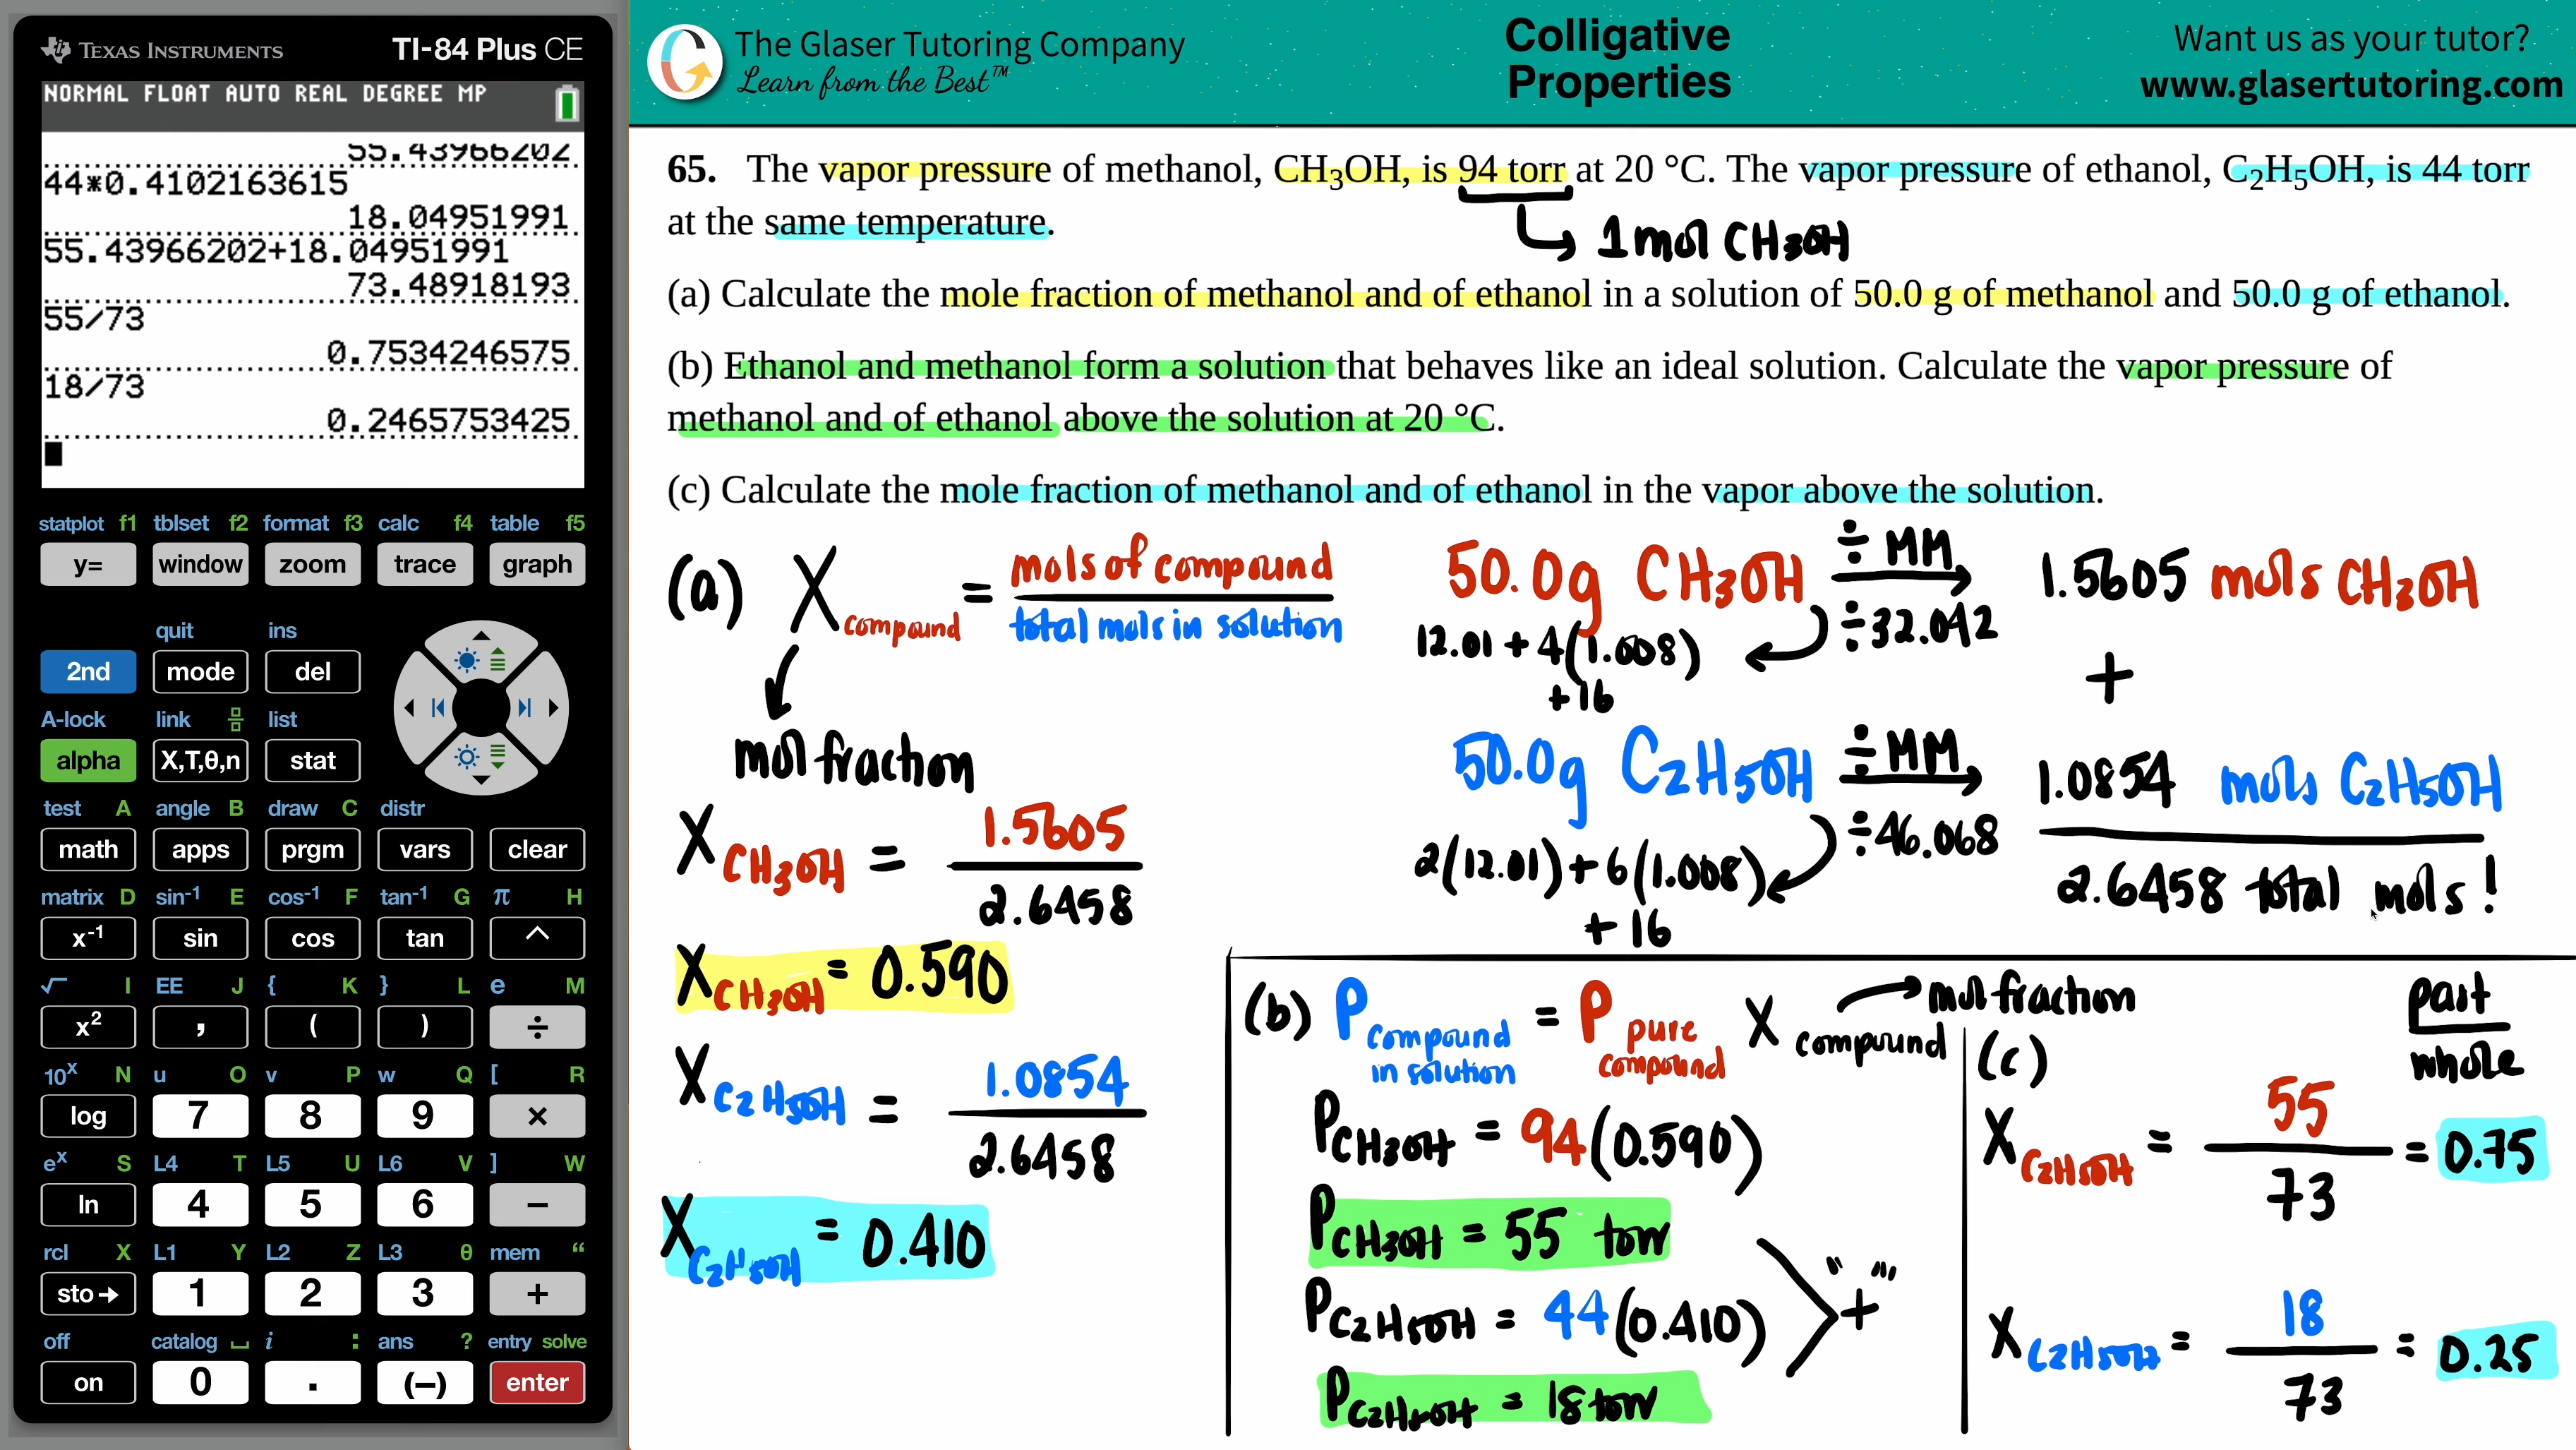 TEXAS INSTRUMENTS TI-84 Plus CE
NORMAL FLOAT AUTO REAL DEGREE MP
55.43966202
44*0.4102163615
18.04951991
55.43966202+18.04951991
73.48918193
55/73
0.7534246575
18/73
0.2465753425
statplot f1 tblset f2 format f3 calc f4 table f5
y= window zoom trace graph
quit ins
2nd mode del
A-lock link list
alpha X,T,θ,n stat
test A angle B draw C distr
math apps prgm vars clear
matrix D sin⁻¹ E cos⁻¹ F tan⁻¹ G π H
x⁻¹ sin cos tan ^
√ I EE J { K } L e M
x² , ( ) ÷
10ˣ N u O v P w Q [ R
log 7 8 9 ×
eˣ S L4 T L5 U L6 V ] W
ln 4 5 6 −
rcl X L1 Y L2 Z L3 θ mem “
sto→ 1 2 3 +
off catalog i : ans ? entry solve
on 0 . (−) enter
The Glaser Tutoring Company
Learn from the Best™
Colligative
Properties
Want us as your tutor?
www.glasertutoring.com
65. The vapor pressure of methanol, CH₃OH, is 94 torr at 20 °C. The vapor pressure of ethanol, C₂H₅OH, is 44 torr
at the same temperature.
↳ 1 mol CH₃OH
(a) Calculate the mole fraction of methanol and of ethanol in a solution of 50.0 g of methanol and 50.0 g of ethanol.
(b) Ethanol and methanol form a solution that behaves like an ideal solution. Calculate the vapor pressure of
methanol and of ethanol above the solution at 20 °C.
(c) Calculate the mole fraction of methanol and of ethanol in the vapor above the solution.
(a) X compound = mols of compound / total mols in solution
mol fraction
X CH₃OH = 1.5605 / 2.6458
X CH₃OH = 0.590
X C₂H₅OH = 1.0854 / 2.6458
X C₂H₅OH = 0.410
50.0g CH₃OH ÷ MM → 1.5605 mols CH₃OH
÷ 32.042
12.01 + 4(1.008)
+ 16
+
50.0g C₂H₅OH ÷ MM → 1.0854 mols C₂H₅OH
÷ 46.068
2(12.01) + 6(1.008)
+ 16
2.6458 total mols!
(b) P compound in solution = P pure compound X compound → mol fraction
P CH₃OH = 94(0.590)
P CH₃OH = 55 torr
P C₂H₅OH = 44(0.410)
P C₂H₅OH = 18 torr
"+"
(c) part / whole
X C₂H₅OH = 55 / 73 = 0.75
X C₂H₅OH = 18 / 73 = 0.25